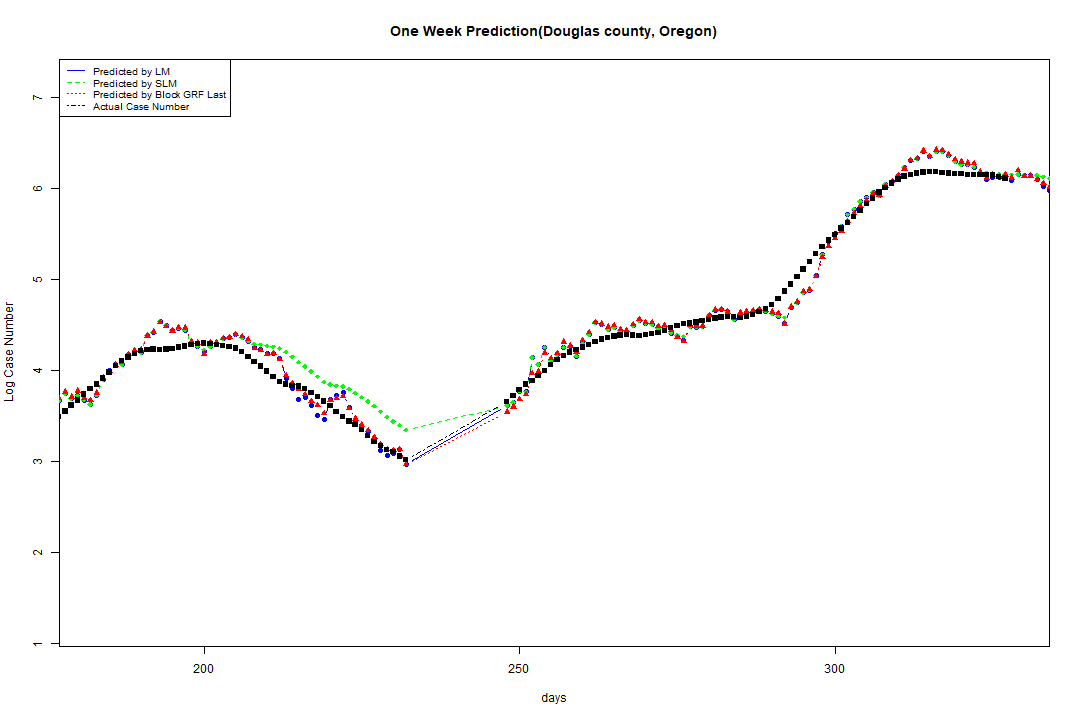 One Week Prediction(Douglas county, Oregon)
Predicted by LM
Predicted by SLM
Predicted by Block GRF Last
Actual Case Number
7
6
5
4
3
2
1
Log Case Number
200
250
300
days